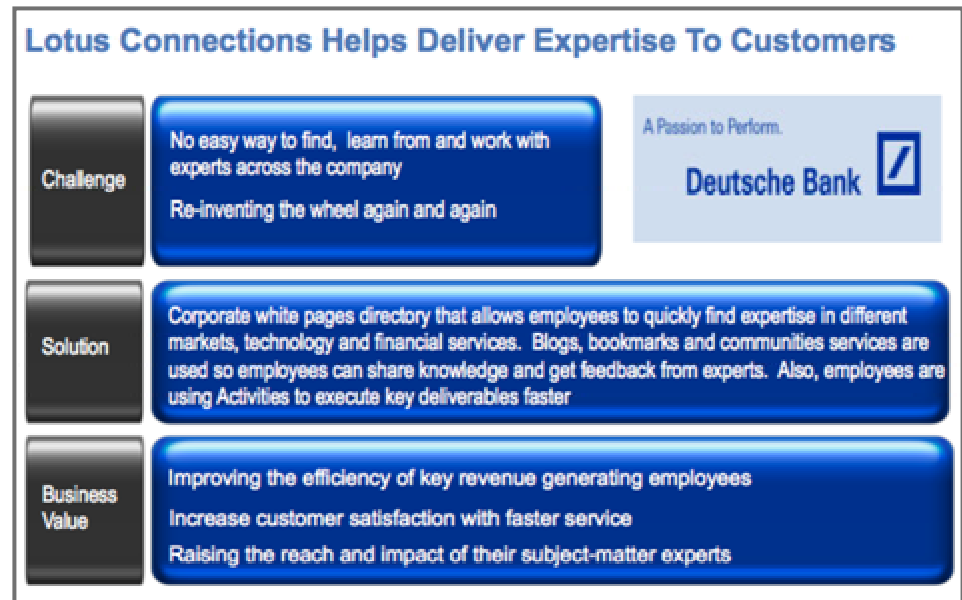 Lotus Connections Helps Deliver Expertise To Customers
Challenge
No easy way to find, learn from and work with
experts across the company
Re-inventing the wheel again and again
A Passion to Perform.
Deutsche Bank
Solution
Corporate white pages directory that allows employees to quickly find expertise in different
markets, technology and financial services. Blogs, bookmarks and communities services are
used so employees can share knowledge and get feedback from experts. Also, employees are
using Activities to execute key deliverables faster
Business
Value
Improving the efficiency of key revenue generating employees
Increase customer satisfaction with faster service
Raising the reach and impact of their subject-matter experts